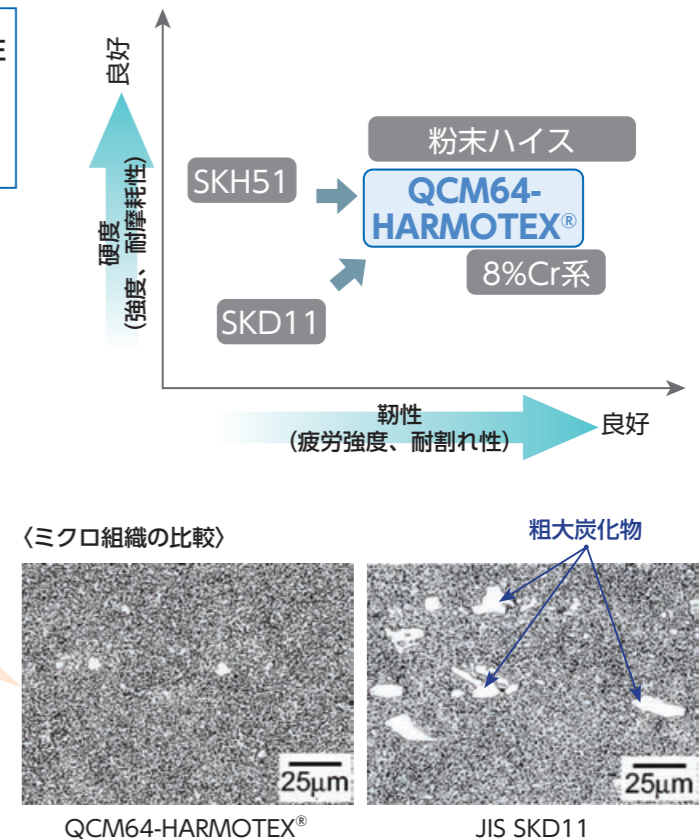 良好
硬度
(強度、耐摩耗性)
粉末ハイス
SKH51
QCM64-
HARMOTEX®
8%Cr系
SKD11
靭性
(疲労強度、耐割れ性)
良好
〈ミクロ組織の比較〉
粗大炭化物
25μm
25μm
QCM64-HARMOTEX®
JIS SKD11